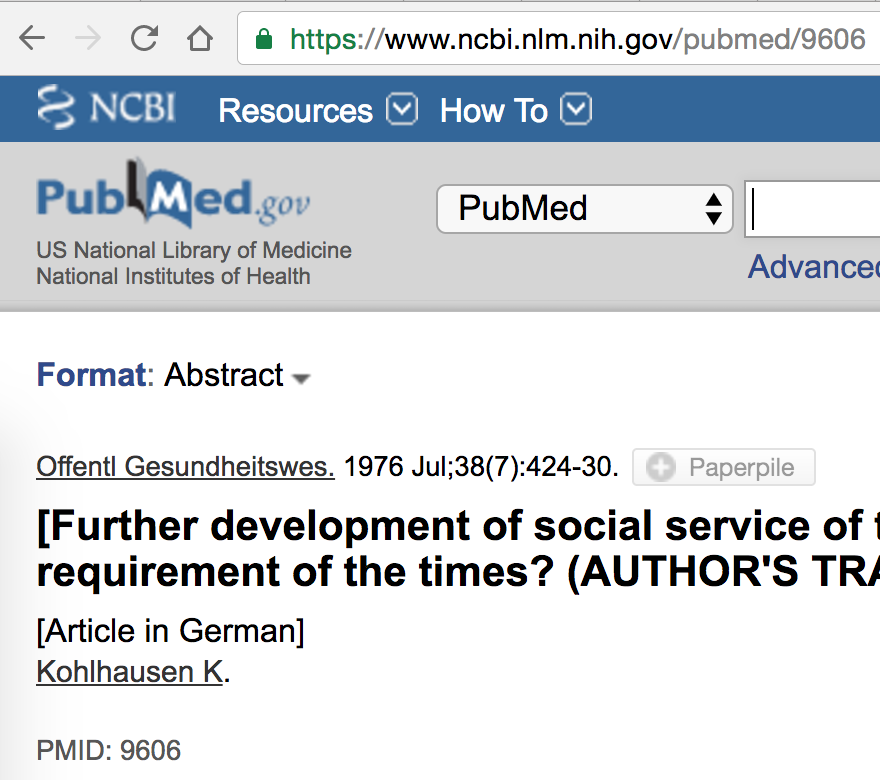 https://www.ncbi.nlm.nih.gov/pubmed/9606
NCBI Resources How To
PubMed.gov
US National Library of Medicine
National Institutes of Health
PubMed
Advanced
Format: Abstract
Offentl Gesundheitswes. 1976 Jul;38(7):424-30. Paperpile
[Further development of social service of
requirement of the times? (AUTHOR'S
[Article in German]
Kohlhausen K.
PMID: 9606